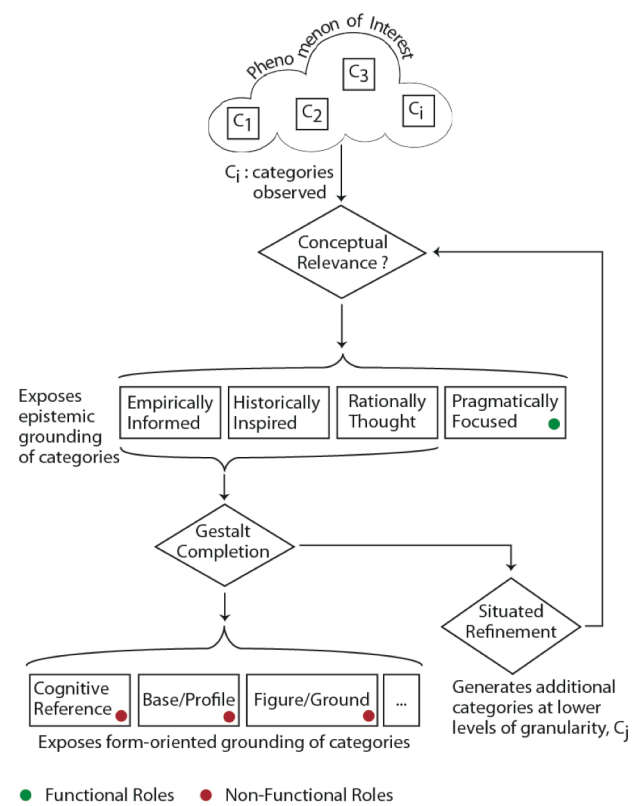 Phenomenon of Interest
C1
C2
C3
Ci
Ci : categories
observed
Conceptual
Relevance ?
Exposes
epistemic
grounding
of categories
Empirically
Informed
Historically
Inspired
Rationally
Thought
Pragmatically
Focused
Gestalt
Completion
Situated
Refinement
Generates additional
categories at lower
levels of granularity, Cj
Cognitive
Reference
Base/Profile
Figure/Ground
...
Exposes form-oriented grounding of categories
Functional Roles
Non-Functional Roles